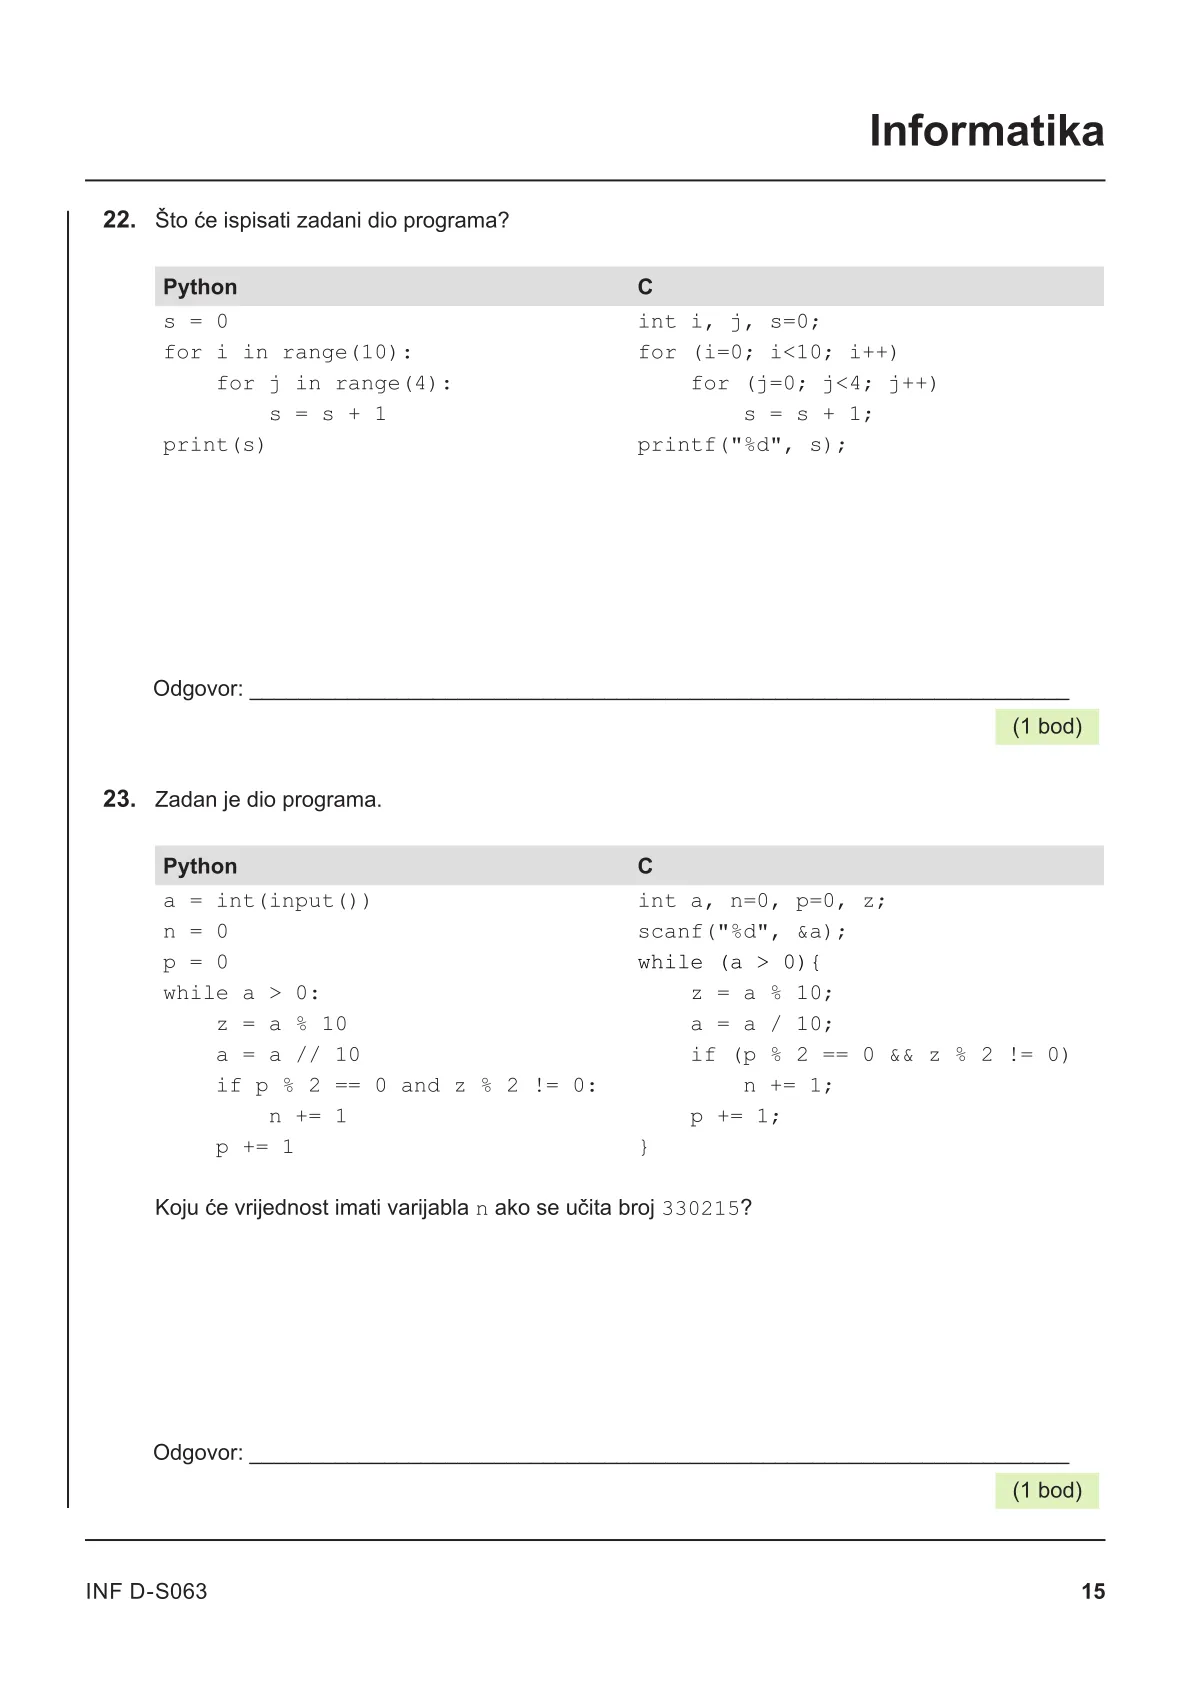 Informatika
22. Što će ispisati zadani dio programa?
Python C
s = 0 int i, j, s=0;
for i in range(10): for (i=0; i<10; i++)
    for j in range(4):     for (j=0; j<4; j++)
        s = s + 1         s = s + 1;
print(s) printf("%d", s);
Odgovor: ____________________________________________________________________
(1 bod)
23. Zadan je dio programa.
Python C
a = int(input()) int a, n=0, p=0, z;
n = 0 scanf("%d", &a);
p = 0 while (a > 0){
while a > 0:     z = a % 10;
    z = a % 10     a = a / 10;
    a = a // 10     if (p % 2 == 0 && z % 2 != 0)
    if p % 2 == 0 and z % 2 != 0:         n += 1;
        n += 1     p += 1;
    p += 1 }
Koju će vrijednost imati varijabla n ako se učita broj 330215?
Odgovor: ____________________________________________________________________
(1 bod)
INF D-S063 15